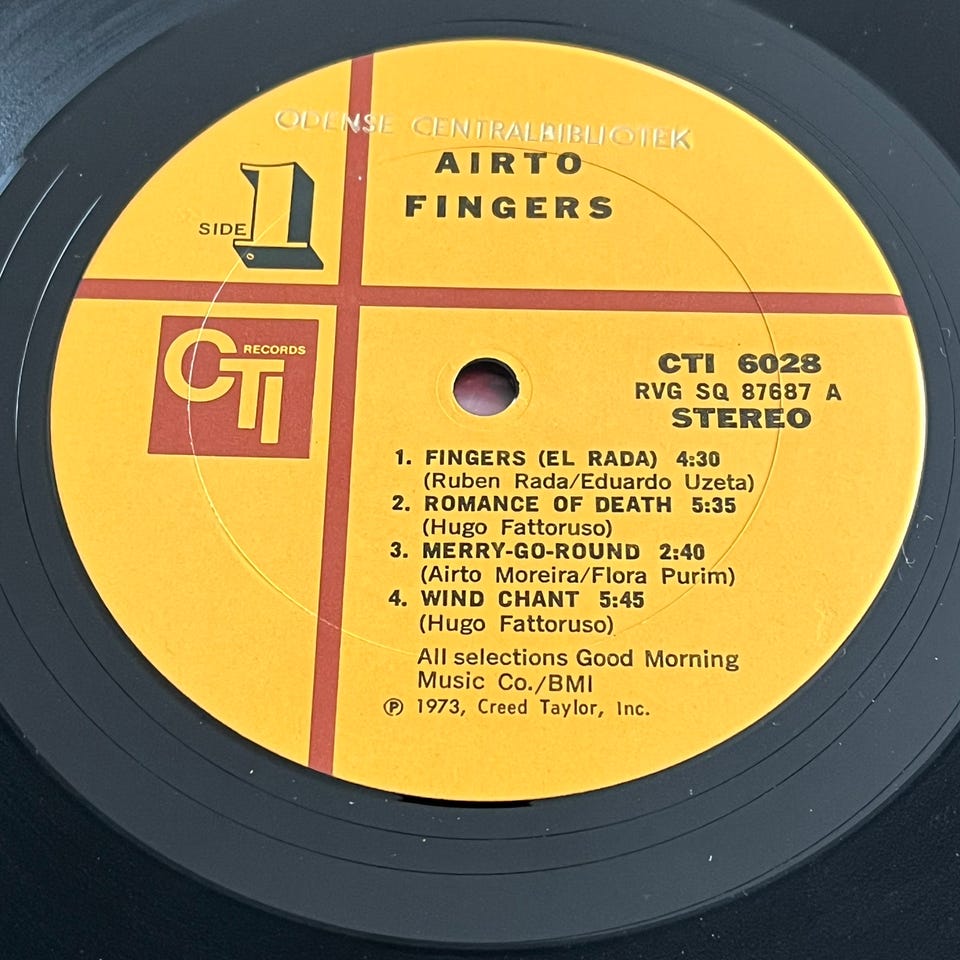 ODENSE CENTRALBIBLIOTEK
AIRTO
FINGERS
SIDE 1
CTI RECORDS
CTI 6028
RVG SQ 87687 A
STEREO
1. FINGERS (EL RADA) 4:30
(Ruben Rada/Eduardo Uzeta)
2. ROMANCE OF DEATH 5:35
(Hugo Fattoruso)
3. MERRY-GO-ROUND 2:40
(Airto Moreira/Flora Purim)
4. WIND CHANT 5:45
(Hugo Fattoruso)
All selections Good Morning
Music Co./BMI
℗ 1973, Creed Taylor, Inc.